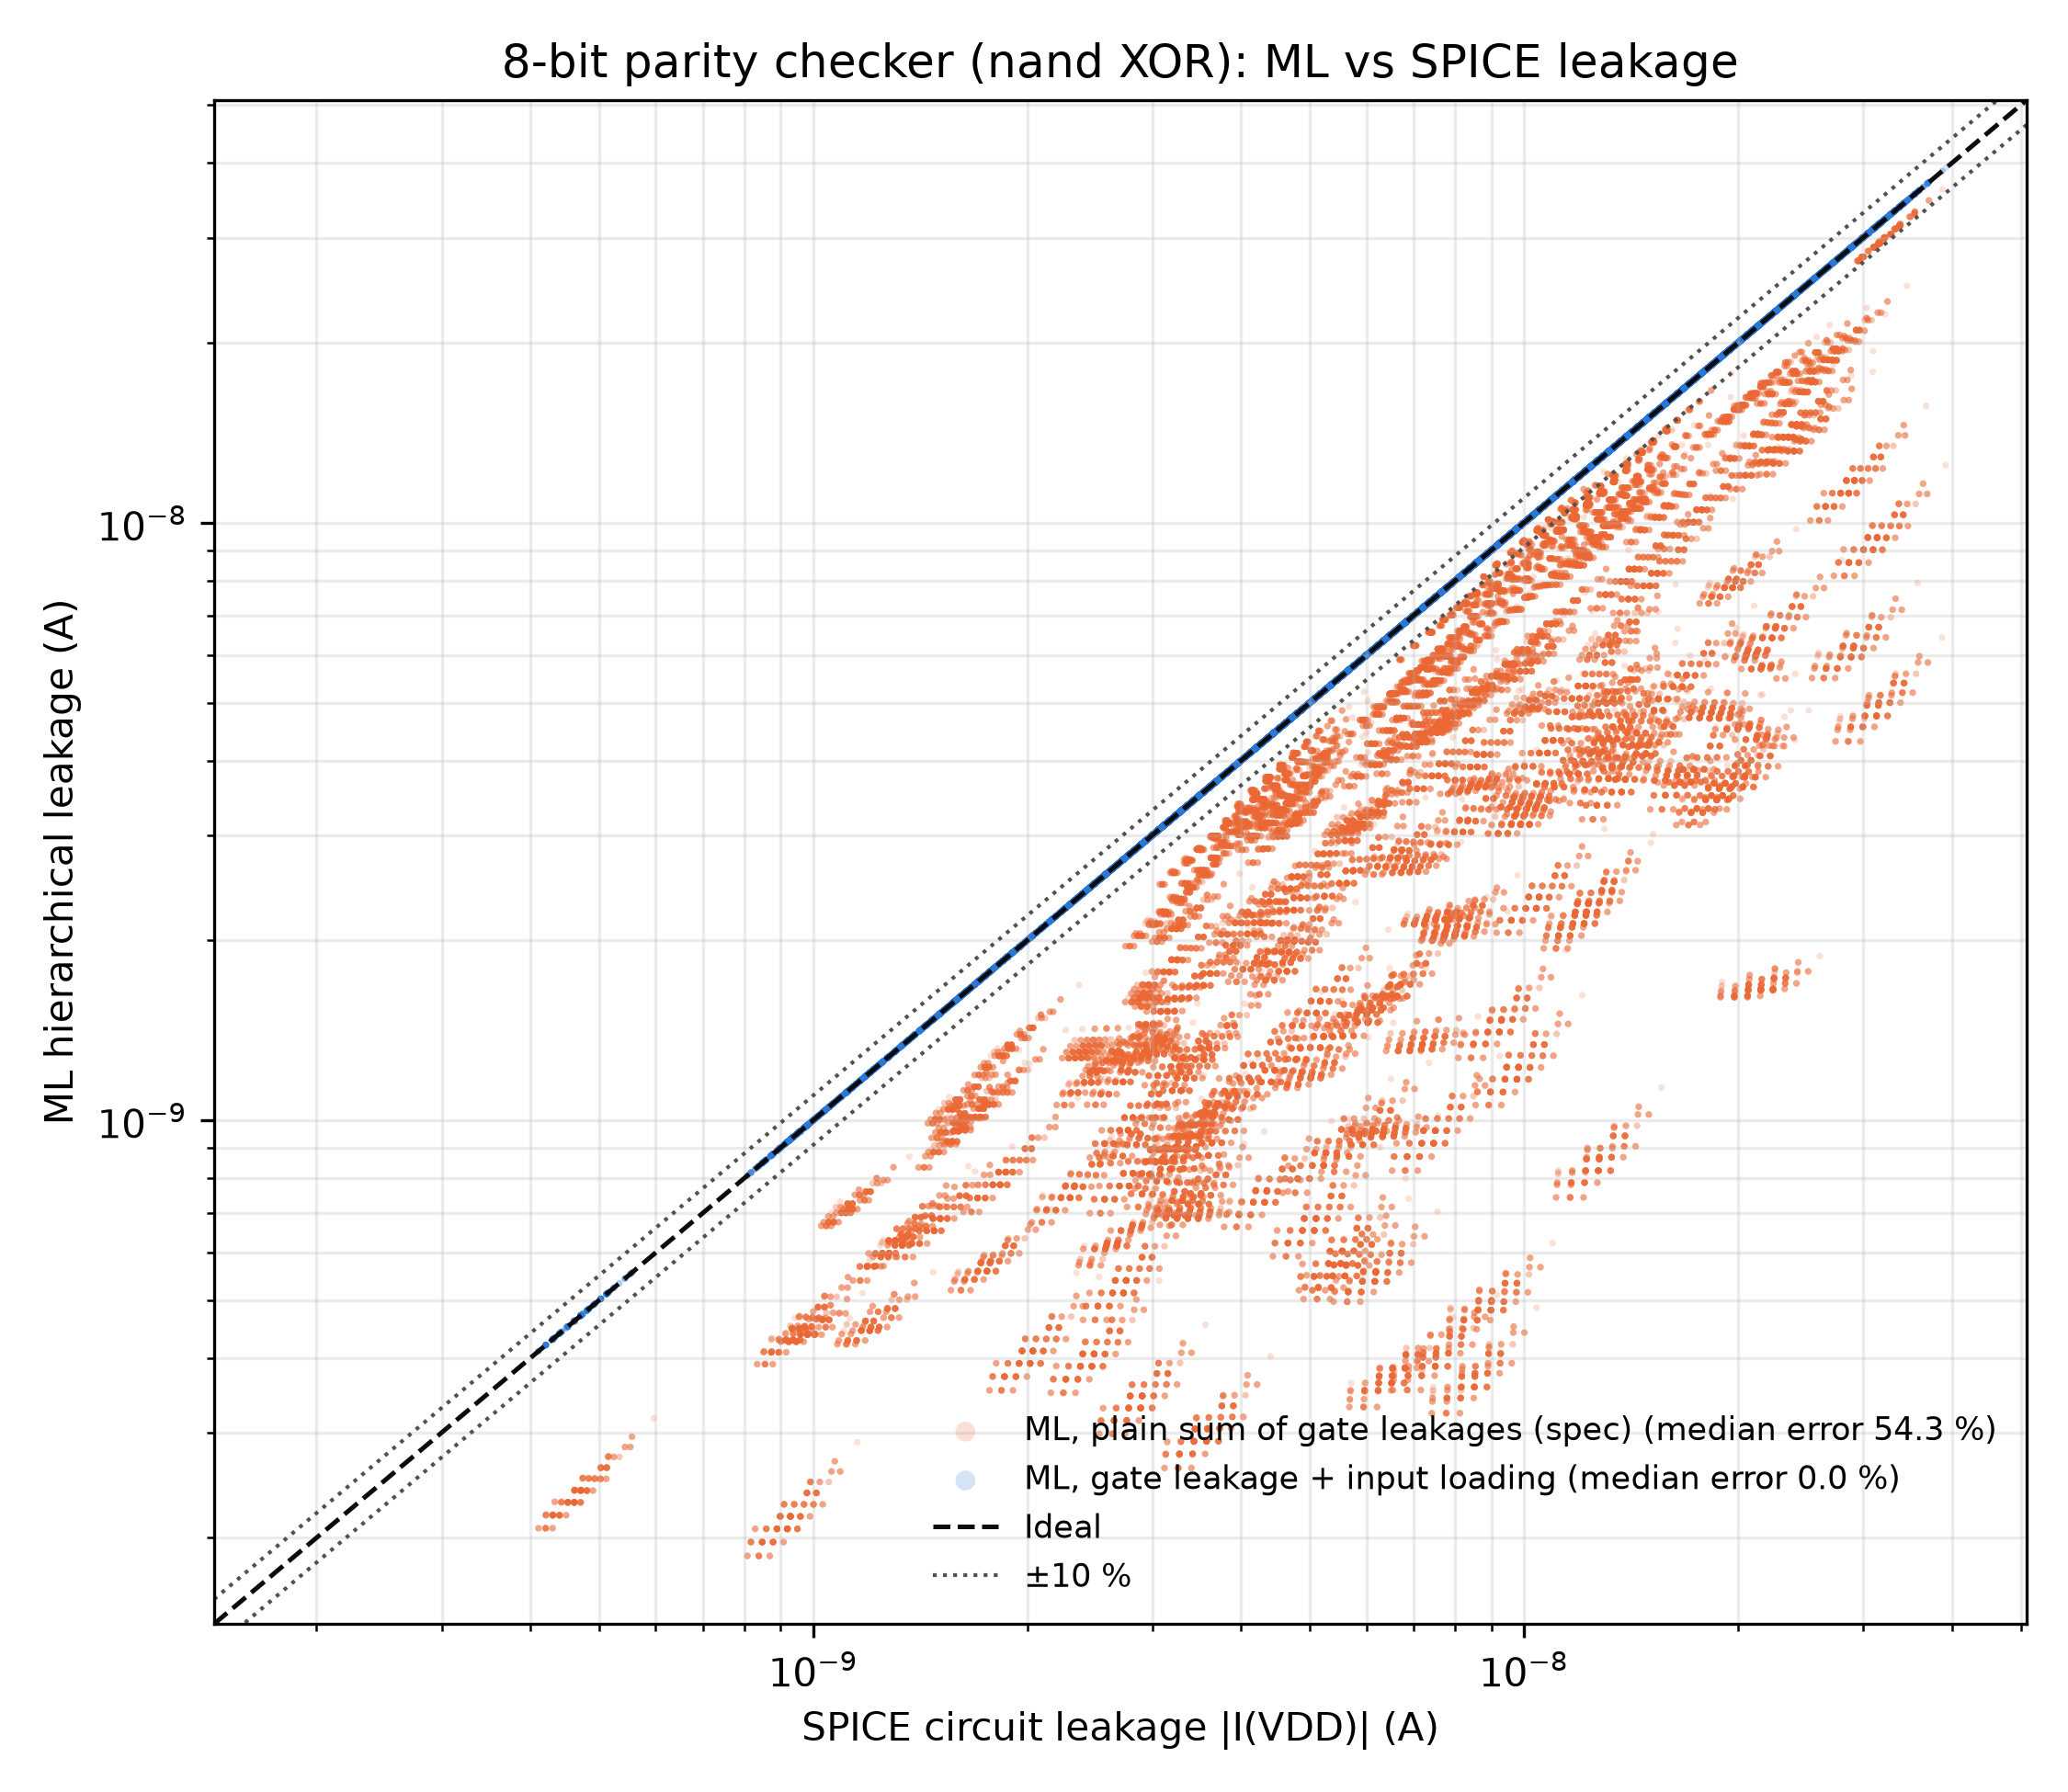 8-bit parity checker (nand XOR): ML vs SPICE leakage
ML hierarchical leakage (A)
10⁻⁸
10⁻⁹
ML, plain sum of gate leakages (spec) (median error 54.3 %)
ML, gate leakage + input loading (median error 0.0 %)
Ideal
±10 %
10⁻⁹
10⁻⁸
SPICE circuit leakage |I(VDD)| (A)